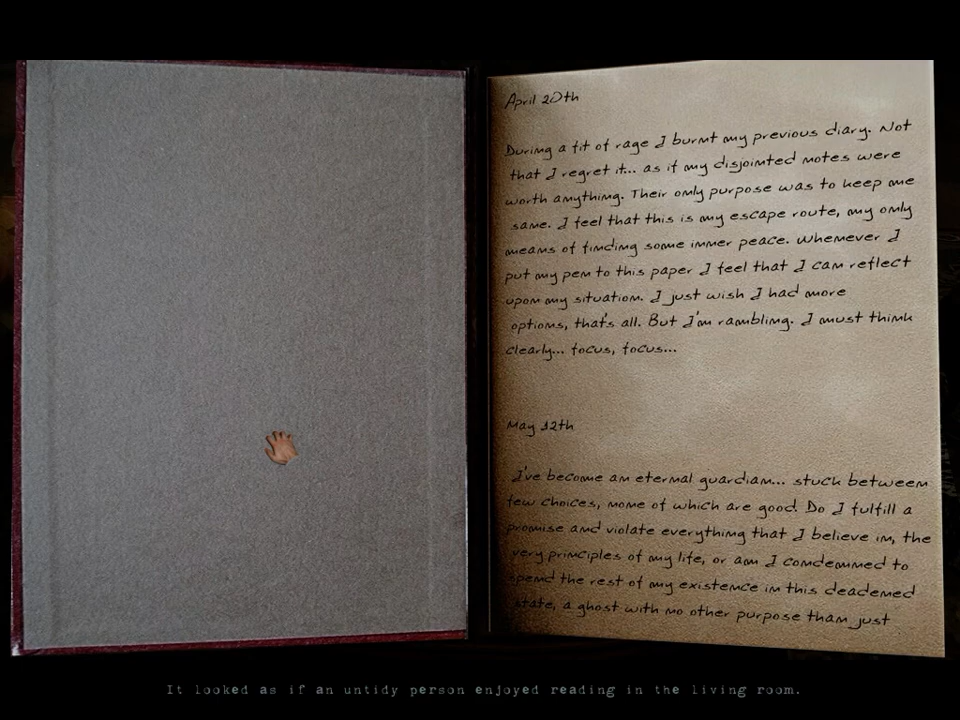 April 20th
During a fit of rage I burnt my previous diary. Not
that I regret it... as if my disjointed notes were
worth anything. Their only purpose was to keep me
sane. I feel that this is my escape route, my only
means of finding some inner peace. Whenever I
put my pen to this paper I feel that I can reflect
upon my situation. I just wish I had more
options, that's all. But I'm rambling. I must think
clearly... focus, focus...
May 12th
I've become an eternal guardian... stuck between
few choices, none of which are good. Do I fulfill a
promise and violate everything that I believe in, the
very principles of my life, or am I condemned to
spend the rest of my existence in this deadened
state, a ghost with no other purpose than just
It looked as if an untidy person enjoyed reading in the living room.